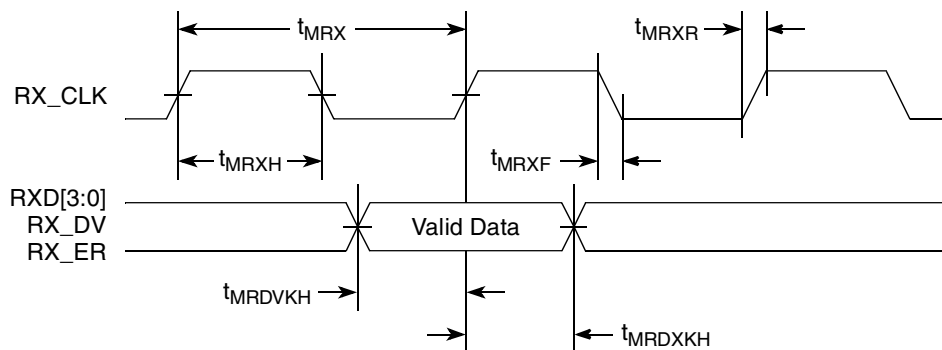 tMRX
tMRXR
RX_CLK
tMRXH
tMRXF
RXD[3:0]
RX_DV
RX_ER
Valid Data
tMRDVKH
tMRDXKH